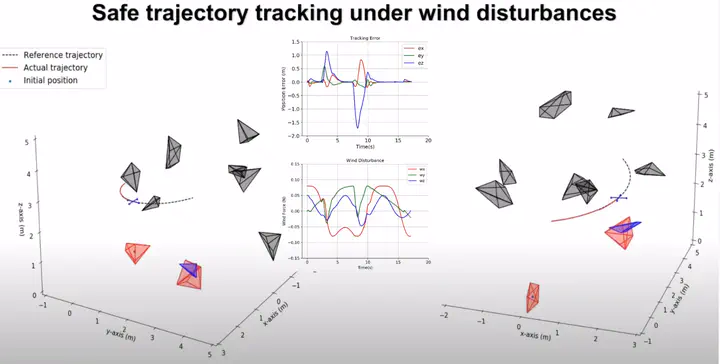 Safe trajectory tracking under wind disturbances
Reference trajectory
Actual trajectory
Initial position
Tracking Error
1.5
1.0
0.5
0.0
−0.5
−1.0
−1.5
−2.0
Position Error (m)
ex
ey
ez
0 5 10 15 20
Time(s)
Wind Disturbance
0.15
0.10
0.05
0.00
−0.05
−0.10
−0.15
Wind Force (N)
wx
wy
wz
0 5 10 15 20
Time(s)
5
4
3
2
1
0
z-axis (m)
−1 0 1 2 3 4 5
y-axis (m)
3 2 1 0 −1
x-axis (m)
5
4
3
2
1
0
z-axis (m)
−2 −1 0 1 2 3
x-axis (m)
−1 0 1 2 3 4 5
y-axis (m)